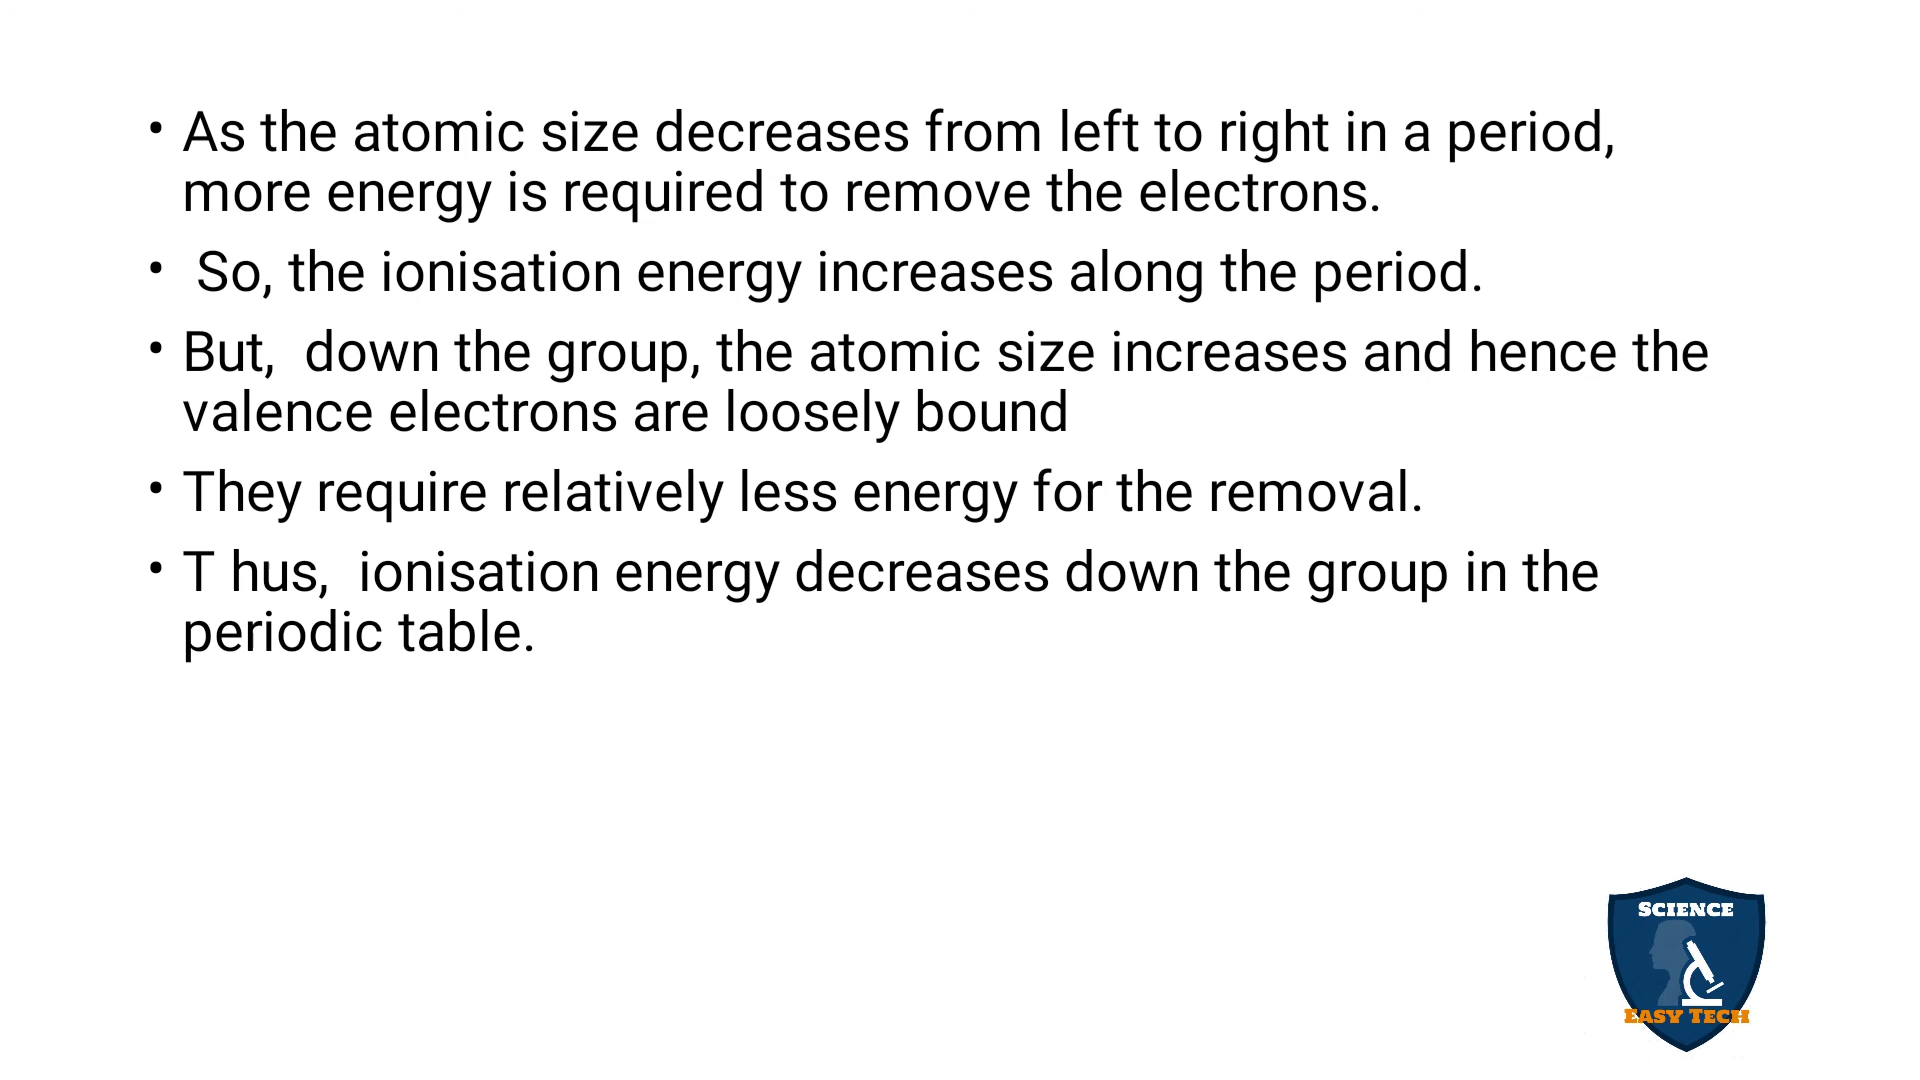 • As the atomic size decreases from left to right in a period,
more energy is required to remove the electrons.
• So, the ionisation energy increases along the period.
• But,  down the group, the atomic size increases and hence the
valence electrons are loosely bound
• They require relatively less energy for the removal.
• T hus,  ionisation energy decreases down the group in the
periodic table.
SCIENCE
EASY TECH